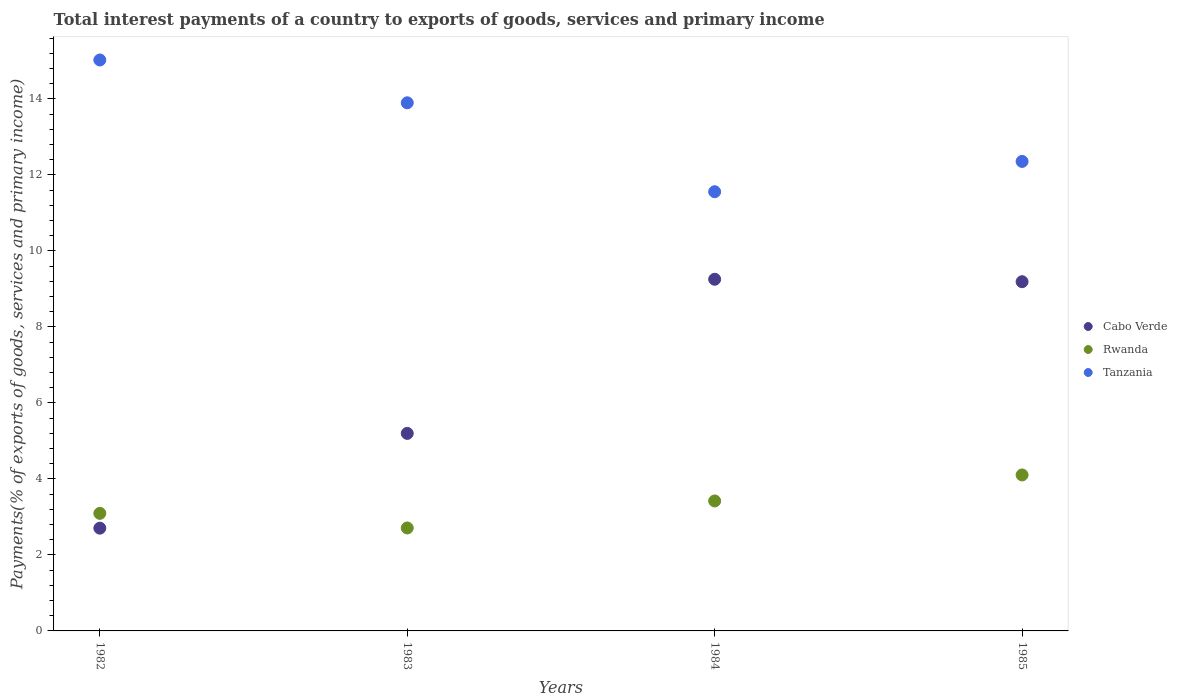 Total interest payments of a country to exports of goods, services and primary income
Payments(% of exports of goods, services and primary income)
14
12
10
8
6
4
2
0
1982
1983
1984
1985
Years
Cabo Verde
Rwanda
Tanzania